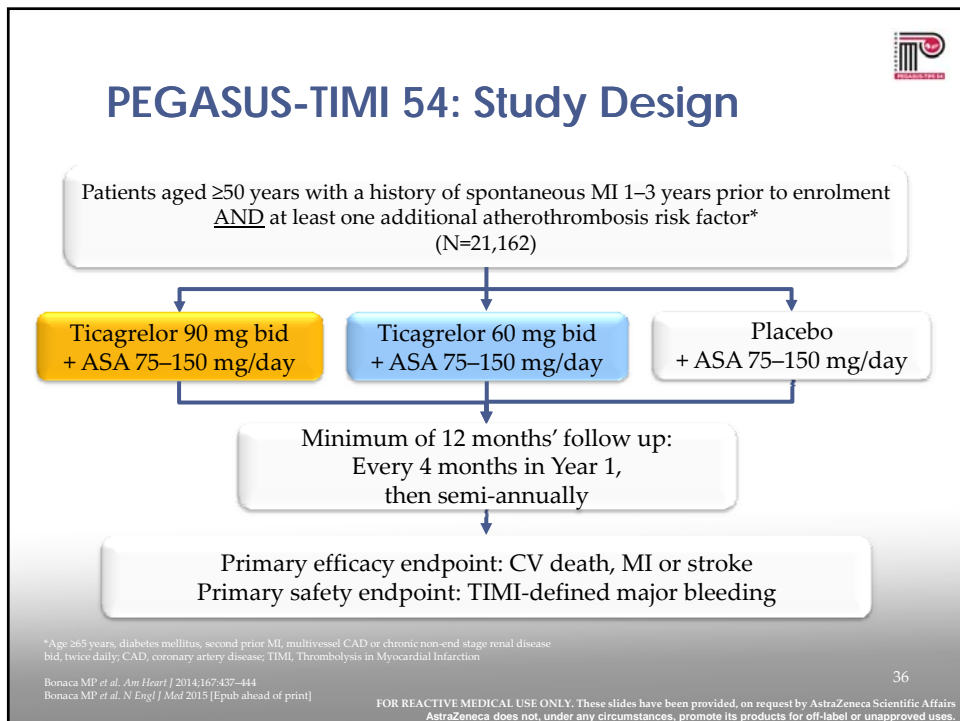 PEGASUS-TIMI 54
PEGASUS-TIMI 54: Study Design
Patients aged ≥50 years with a history of spontaneous MI 1–3 years prior to enrolment
AND at least one additional atherothrombosis risk factor*
(N=21,162)
Ticagrelor 90 mg bid
+ ASA 75–150 mg/day
Ticagrelor 60 mg bid
+ ASA 75–150 mg/day
Placebo
+ ASA 75–150 mg/day
Minimum of 12 months’ follow up:
Every 4 months in Year 1,
then semi-annually
Primary efficacy endpoint: CV death, MI or stroke
Primary safety endpoint: TIMI-defined major bleeding
*Age ≥65 years, diabetes mellitus, second prior MI, multivessel CAD or chronic non-end stage renal disease
bid, twice daily; CAD, coronary artery disease; TIMI, Thrombolysis in Myocardial Infarction
Bonaca MP et al. Am Heart J 2014;167:437–444
Bonaca MP et al. N Engl J Med 2015 [Epub ahead of print]
36
FOR REACTIVE MEDICAL USE ONLY. These slides have been provided, on request by AstraZeneca Scientific Affairs
AstraZeneca does not, under any circumstances, promote its products for off-label or unapproved uses.